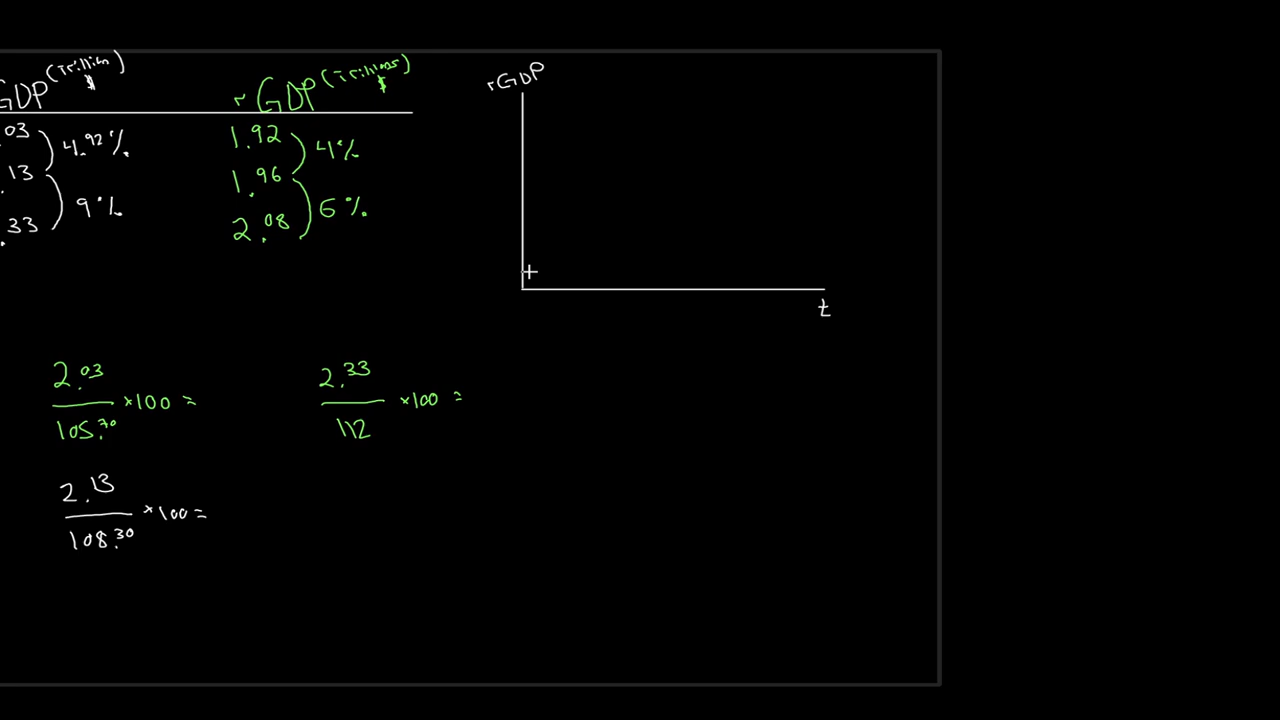 GDP (Trillion $) rGDP (Trillions $) rGDP
.03 4.92% 1.92 4%
.13 9% 1.96 6%
.33 2.08
t
2.03 / 105.70 × 100 = 2.33 / 112 × 100 =
2.13 / 108.30 × 100 =